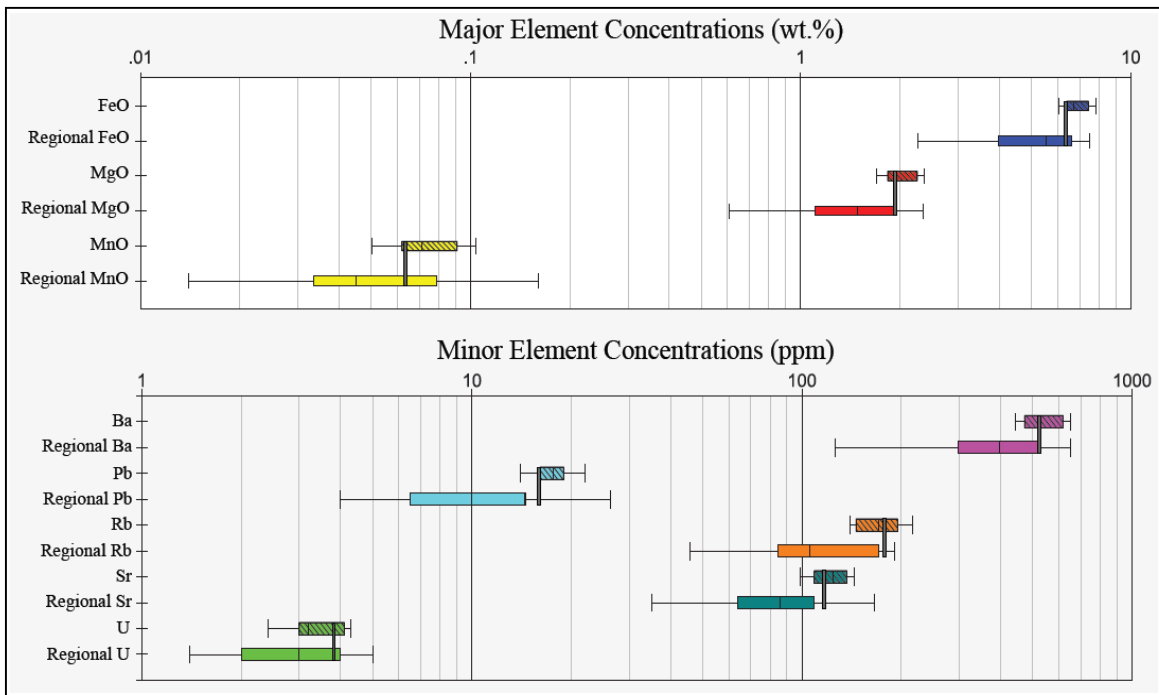 Major Element Concentrations (wt.%)
.01 .1 1 10
FeO
Regional FeO
MgO
Regional MgO
MnO
Regional MnO
Minor Element Concentrations (ppm)
1 10 100 1000
Ba
Regional Ba
Pb
Regional Pb
Rb
Regional Rb
Sr
Regional Sr
U
Regional U